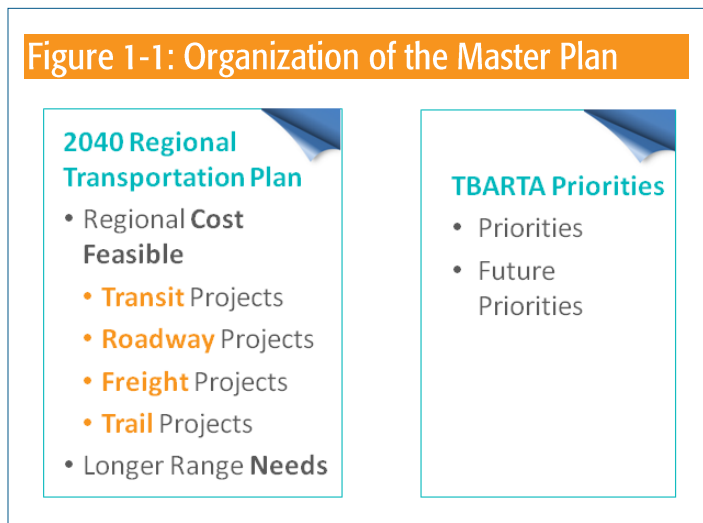 Figure 1-1: Organization of the Master Plan
2040 Regional
Transportation Plan
• Regional Cost
Feasible
• Transit Projects
• Roadway Projects
• Freight Projects
• Trail Projects
• Longer Range Needs
TBARTA Priorities
• Priorities
• Future
Priorities